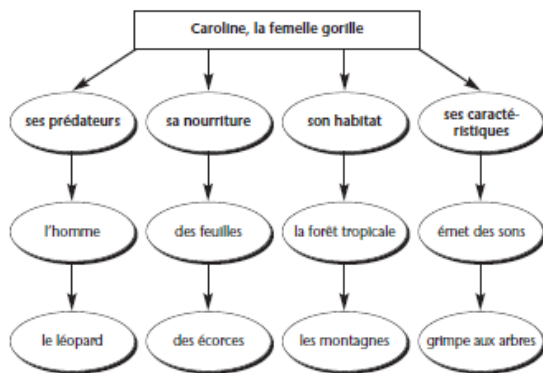 Caroline, la femelle gorille
ses prédateurs
sa nourriture
son habitat
ses caracté-
ristiques
l'homme
des feuilles
la forêt tropicale
émet des sons
le léopard
des écorces
les montagnes
grimpe aux arbres